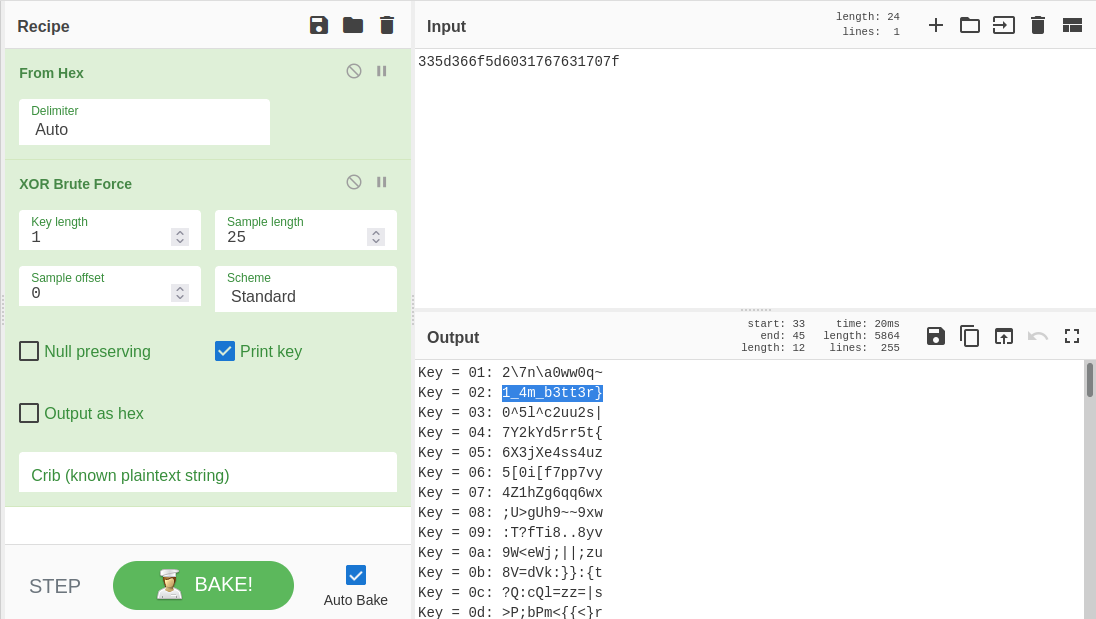 Recipe
From Hex
Delimiter
Auto
XOR Brute Force
Key length
1
Sample length
25
Sample offset
0
Scheme
Standard
Null preserving
Print key
Output as hex
Crib (known plaintext string)
STEP
BAKE!
Auto Bake
Input
length: 24
lines: 1
335d366f5d6031767631707f
Output
start: 33
end: 45
length: 12
time: 20ms
length: 5864
lines: 255
Key = 01: 2\7n\a0ww0q~
Key = 02: 1_4m_b3tt3r}
Key = 03: 0^5l^c2uu2s|
Key = 04: 7Y2kYd5rr5t{
Key = 05: 6X3jXe4ss4uz
Key = 06: 5[0i[f7pp7vy
Key = 07: 4Z1hZg6qq6wx
Key = 08: ;U>gUh9~~9xw
Key = 09: :T?fTi8..8yv
Key = 0a: 9W<eWj;||;zu
Key = 0b: 8V=dVk:}}:{t
Key = 0c: ?Q:cQl=zz=|s
Key = 0d: >P;bPm<{{<}r